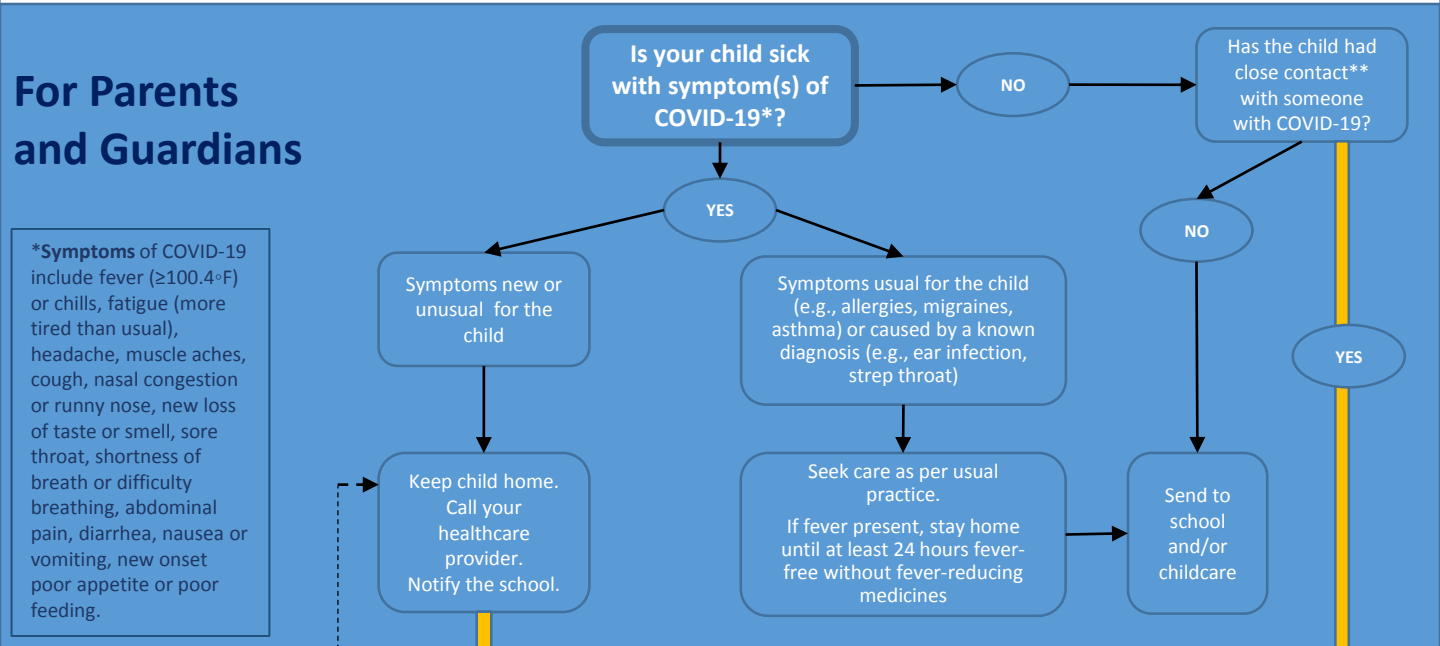 For Parents
and Guardians
*Symptoms of COVID-19
include fever (≥100.4◦F)
or chills, fatigue (more
tired than usual),
headache, muscle aches,
cough, nasal congestion
or runny nose, new loss
of taste or smell, sore
throat, shortness of
breath or difficulty
breathing, abdominal
pain, diarrhea, nausea or
vomiting, new onset
poor appetite or poor
feeding.
Is your child sick
with symptom(s) of
COVID-19*?
NO
Has the child had
close contact**
with someone
with COVID-19?
YES
NO
YES
Symptoms new or
unusual for the
child
Symptoms usual for the child
(e.g., allergies, migraines,
asthma) or caused by a known
diagnosis (e.g., ear infection,
strep throat)
Keep child home.
Call your
healthcare
provider.
Notify the school.
Seek care as per usual
practice.
If fever present, stay home
until at least 24 hours fever-
free without fever-reducing
medicines
Send to
school
and/or
childcare